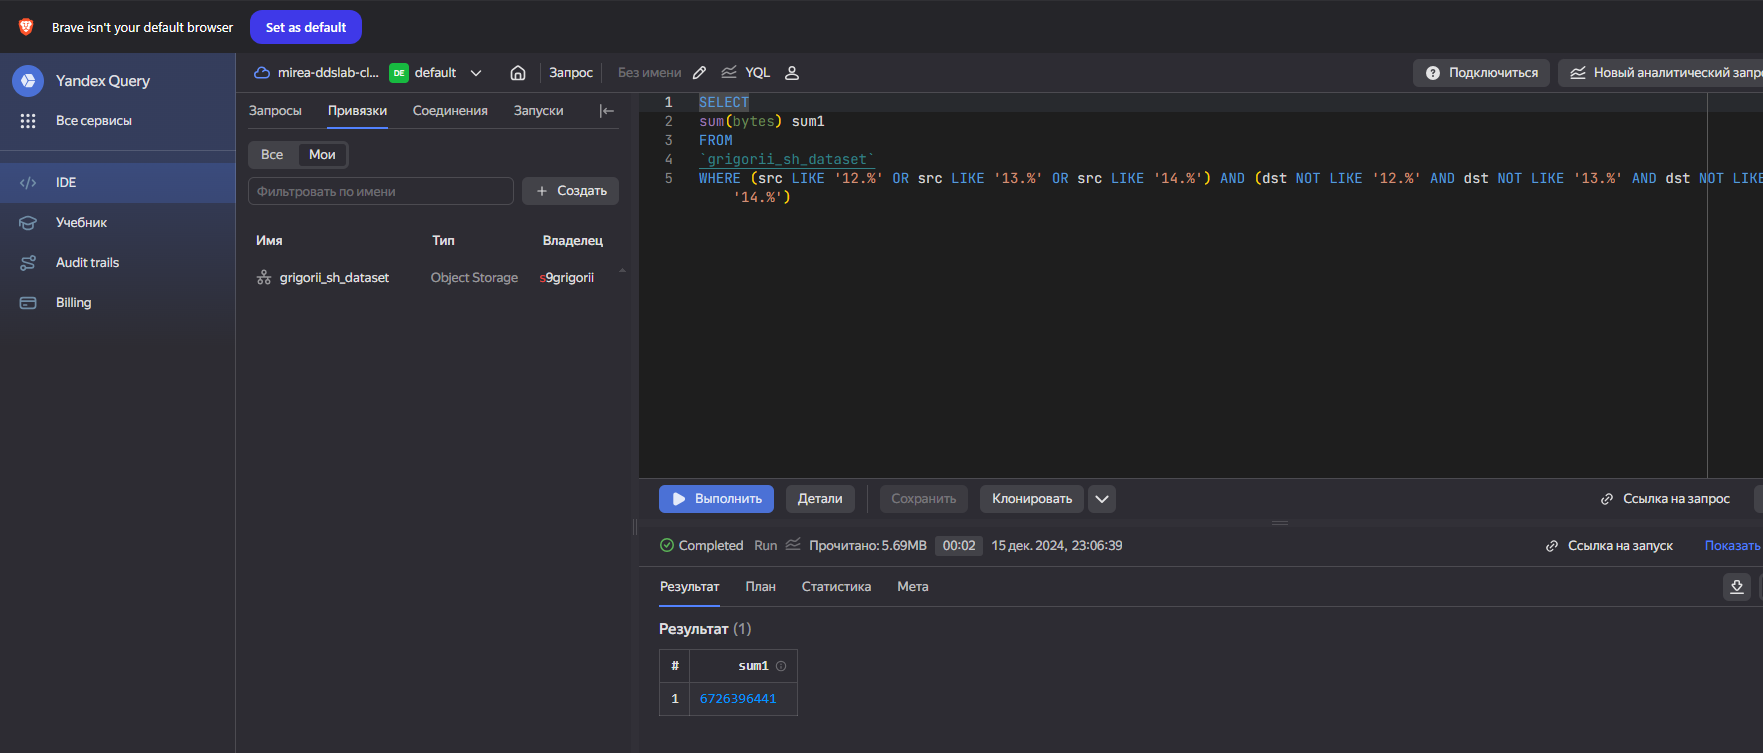 Brave isn't your default browser Set as default
Yandex Query
Все сервисы
IDE
Учебник
Audit trails
Billing
mirea-ddslab-cl... DE default Запрос Без имени YQL Подключиться Новый аналитический запро
Запросы Привязки Соединения Запуски
Все Мои
Фильтровать по имени + Создать
Имя Тип Владелец
grigorii_sh_dataset Object Storage s9grigorii
1 SELECT
2 sum(bytes) sum1
3 FROM
4 `grigorii_sh_dataset`
5 WHERE (src LIKE '12.%' OR src LIKE '13.%' OR src LIKE '14.%') AND (dst NOT LIKE '12.%' AND dst NOT LIKE '13.%' AND dst NOT LIKE
'14.%')
Выполнить Детали Сохранить Клонировать Ссылка на запрос
Completed Run Прочитано: 5.69MB 00:02 15 дек. 2024, 23:06:39 Ссылка на запуск Показать
Результат План Статистика Мета
Результат (1)
# sum1
1 6726396441